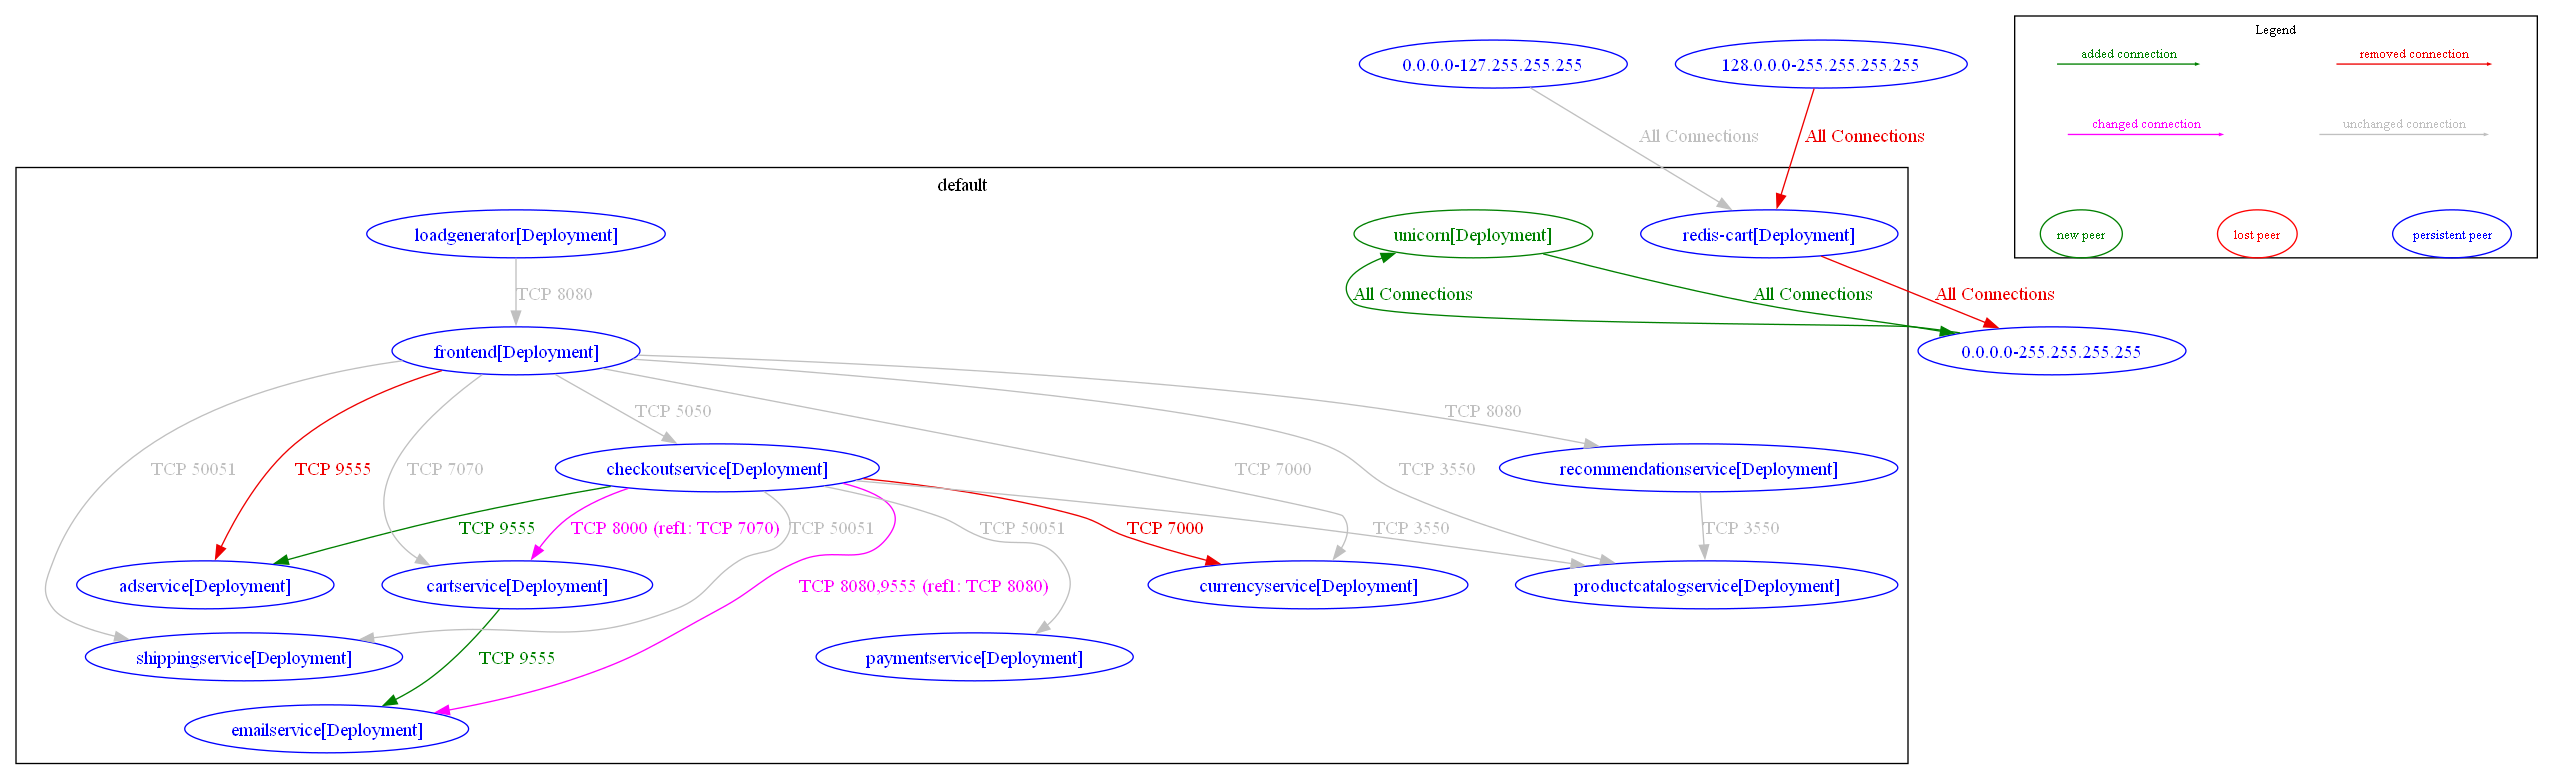 Legend
added connection
removed connection
0.0.0.0-127.255.255.255
128.0.0.0-255.255.255.255
changed connection
unchanged connection
All Connections
All Connections
default
loadgenerator[Deployment]
unicorn[Deployment]
redis-cart[Deployment]
new peer
lost peer
persistent peer
TCP 8080
All Connections
All Connections
All Connections
frontend[Deployment]
0.0.0.0-255.255.255.255
TCP 5050
TCP 8080
TCP 50051
TCP 9555
TCP 7070
checkoutservice[Deployment]
TCP 7000
TCP 3550
recommendationservice[Deployment]
TCP 9555
TCP 8000 (ref1: TCP 7070)
TCP 50051
TCP 50051
TCP 7000
TCP 3550
TCP 3550
adservice[Deployment]
cartservice[Deployment]
TCP 8080,9555 (ref1: TCP 8080)
currencyservice[Deployment]
productcatalogservice[Deployment]
shippingservice[Deployment]
TCP 9555
paymentservice[Deployment]
emailservice[Deployment]